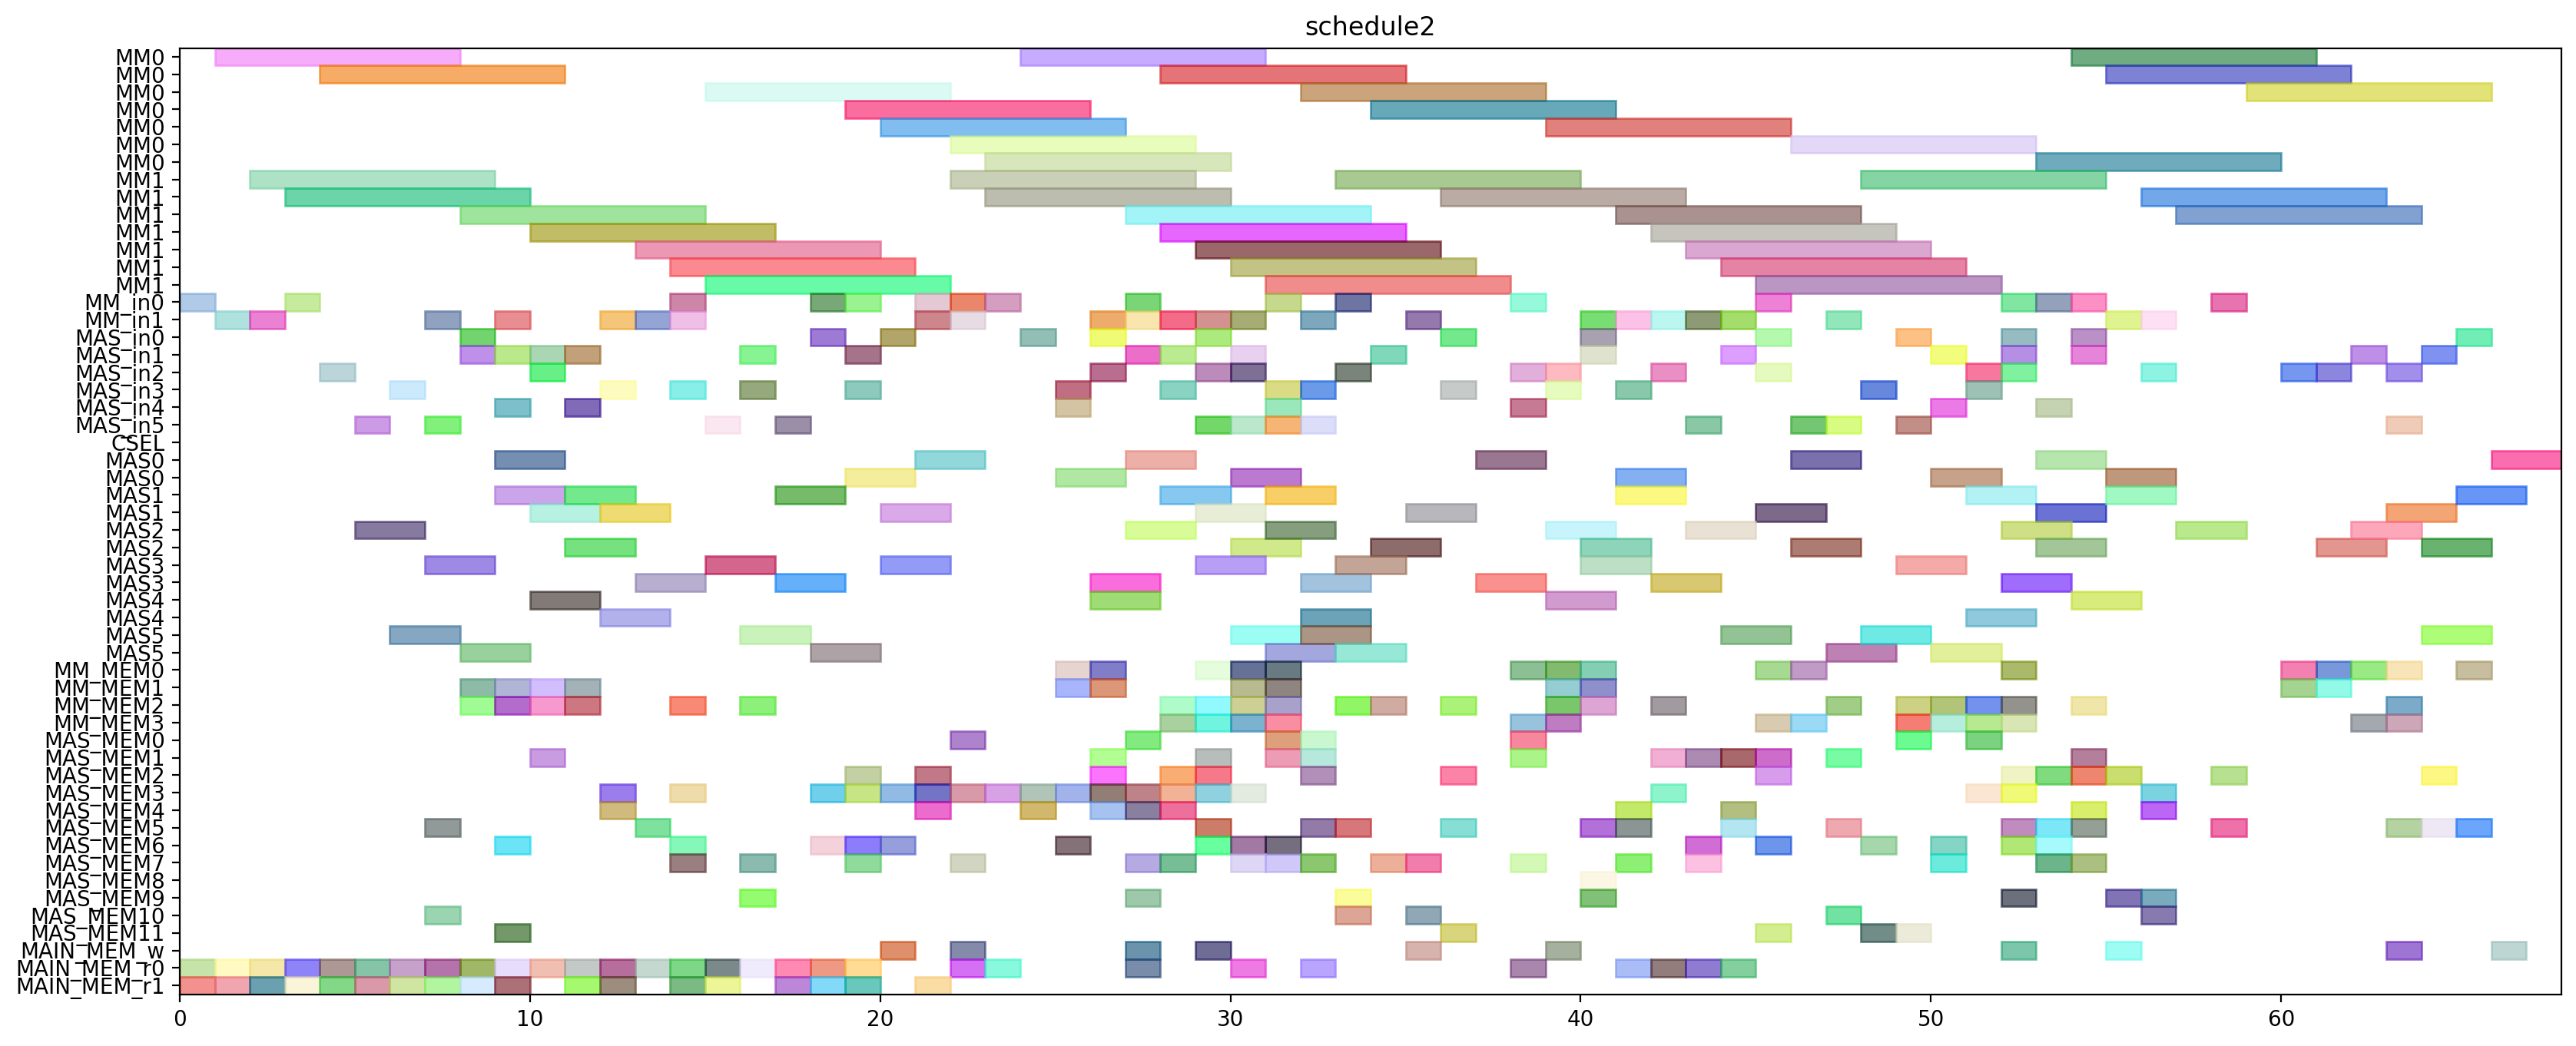 schedule2
MM0
MM0
MM0
MM0
MM0
MM0
MM0
MM1
MM1
MM1
MM1
MM1
MM1
MM1
MM_in0
MM_in1
MAS_in0
MAS_in1
MAS_in2
MAS_in3
MAS_in4
MAS_in5
CSEL
MAS0
MAS0
MAS1
MAS1
MAS2
MAS2
MAS3
MAS3
MAS4
MAS4
MAS5
MAS5
MM_MEM0
MM_MEM1
MM_MEM2
MM_MEM3
MAS_MEM0
MAS_MEM1
MAS_MEM2
MAS_MEM3
MAS_MEM4
MAS_MEM5
MAS_MEM6
MAS_MEM7
MAS_MEM8
MAS_MEM9
MAS_MEM10
MAS_MEM11
MAIN_MEM_w
MAIN_MEM_r0
MAIN_MEM_r1
0 10 20 30 40 50 60